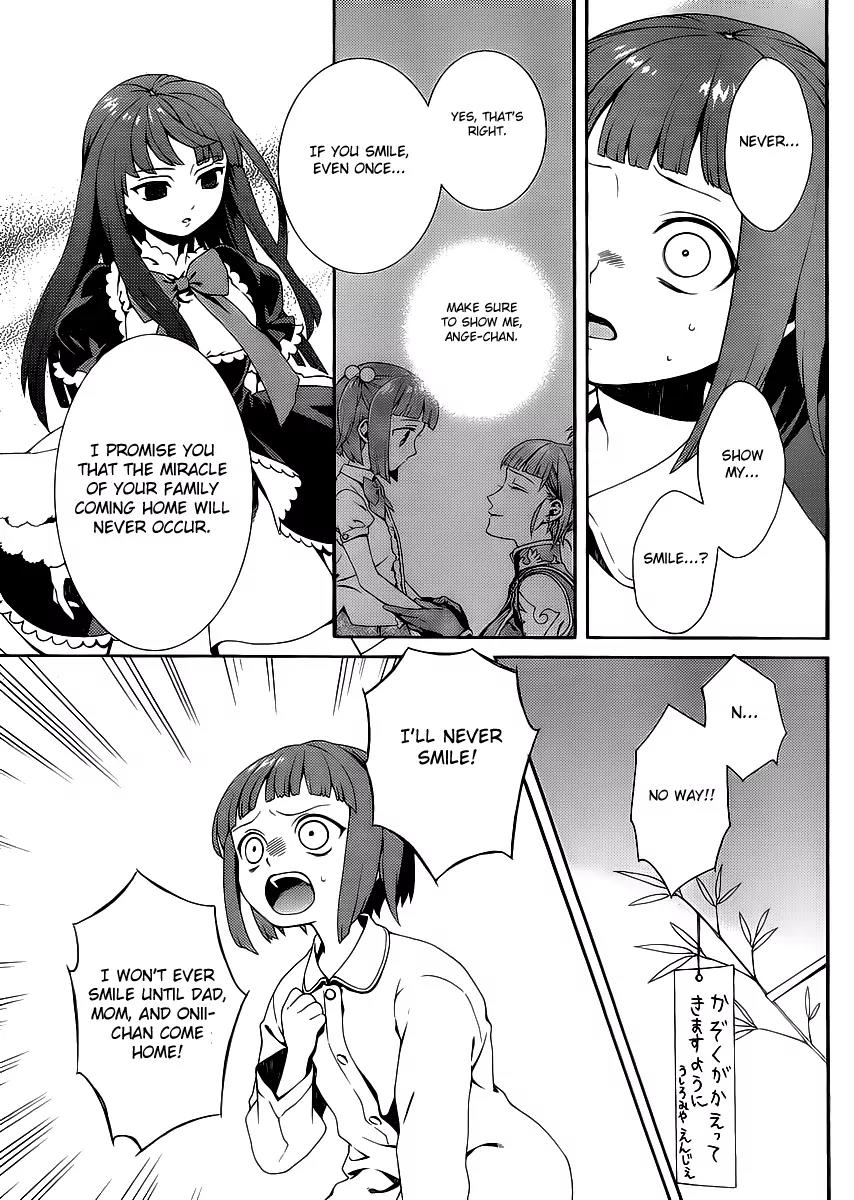 NEVER...
SHOW
MY...
SMILE...?
YES, THAT'S
RIGHT.
IF YOU SMILE,
EVEN ONCE...
MAKE SURE
TO SHOW ME,
ANGE-CHAN.
I PROMISE YOU
THAT THE MIRACLE
OF YOUR FAMILY
COMING HOME WILL
NEVER OCCUR.
N...
NO WAY!!
かぞくがかえって
きますように
うしろみや えんじぇ
I'LL NEVER
SMILE!
I WON'T EVER
SMILE UNTIL DAD,
MOM, AND ONII-
CHAN COME
HOME!